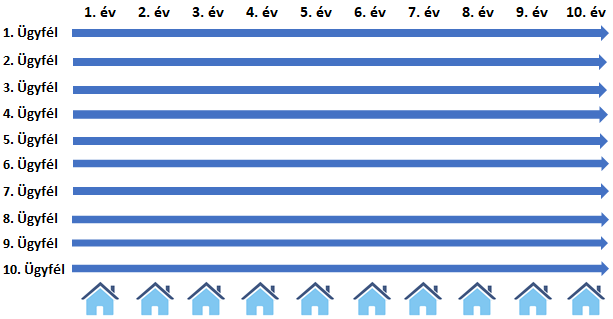 1. év 2. év 3. év 4. év 5. év 6. év 7. év 8. év 9. év 10. év
1. Ügyfél
2. Ügyfél
3. Ügyfél
4. Ügyfél
5. Ügyfél
6. Ügyfél
7. Ügyfél
8. Ügyfél
9. Ügyfél
10. Ügyfél